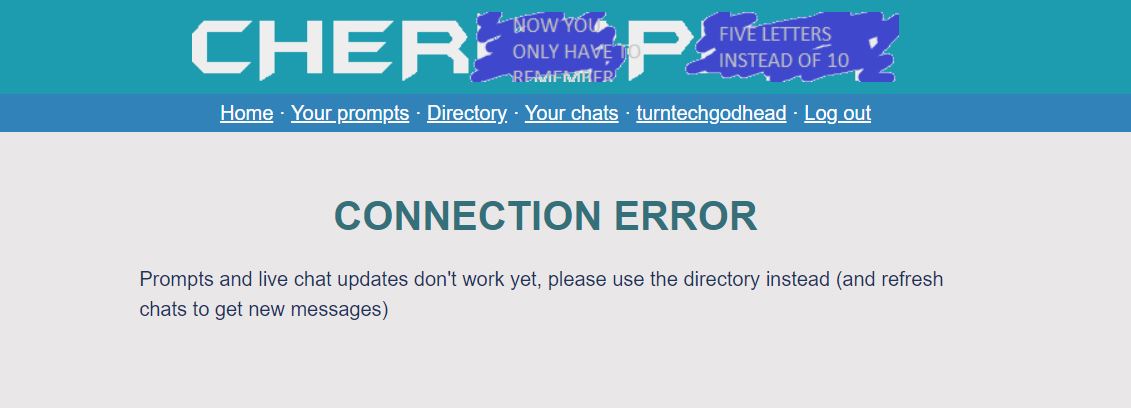 CHER P
NOW YOU
ONLY HAVE TO
REMEMBER
FIVE LETTERS
INSTEAD OF 10
Home · Your prompts · Directory · Your chats · turntechgodhead · Log out
CONNECTION ERROR
Prompts and live chat updates don't work yet, please use the directory instead (and refresh
chats to get new messages)